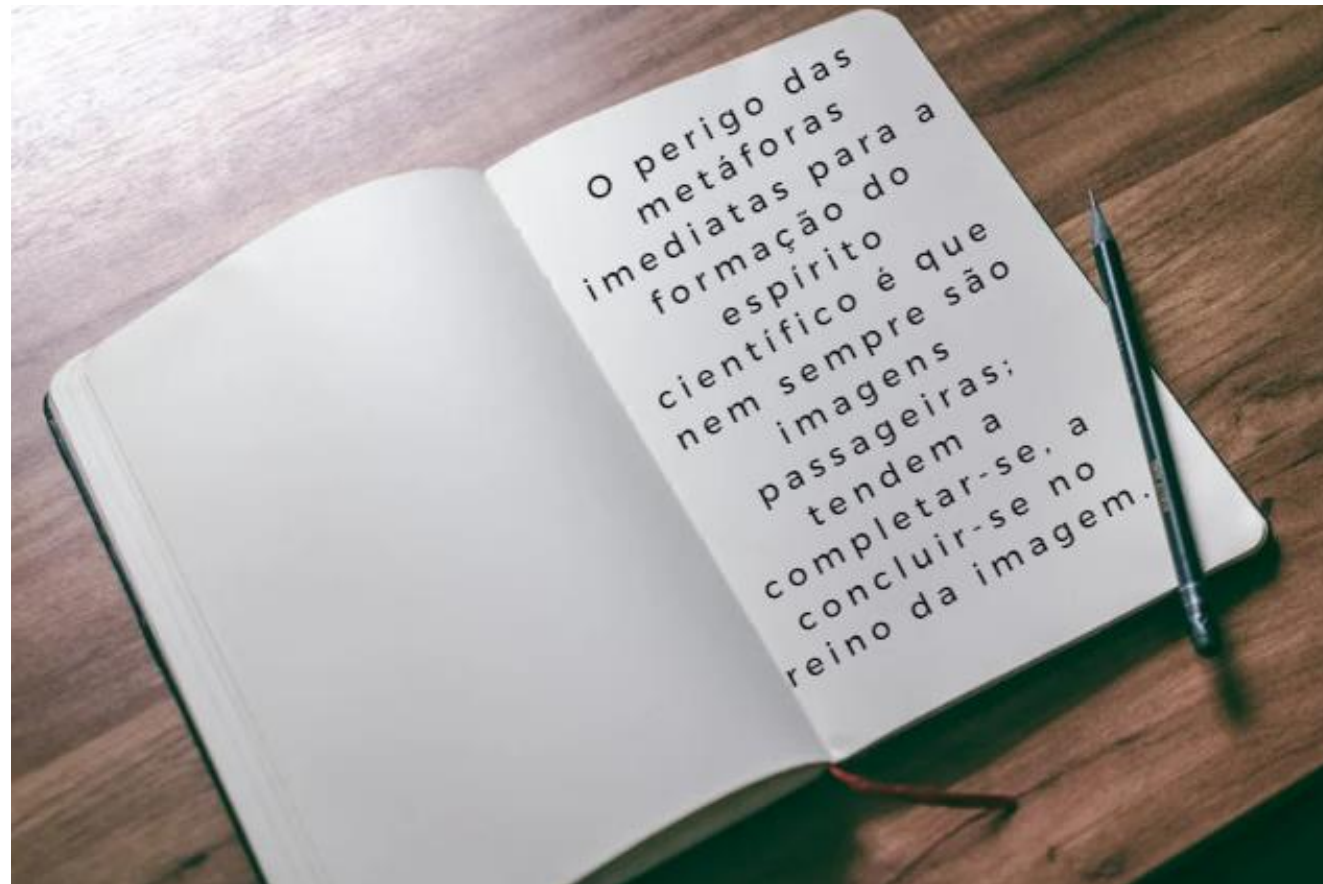 O perigo das
metáforas
imediatas para a
formação do
espírito
científico é que
nem sempre são
imagens
passageiras;
tendem a
completar-se, a
concluir-se no
reino da imagem.